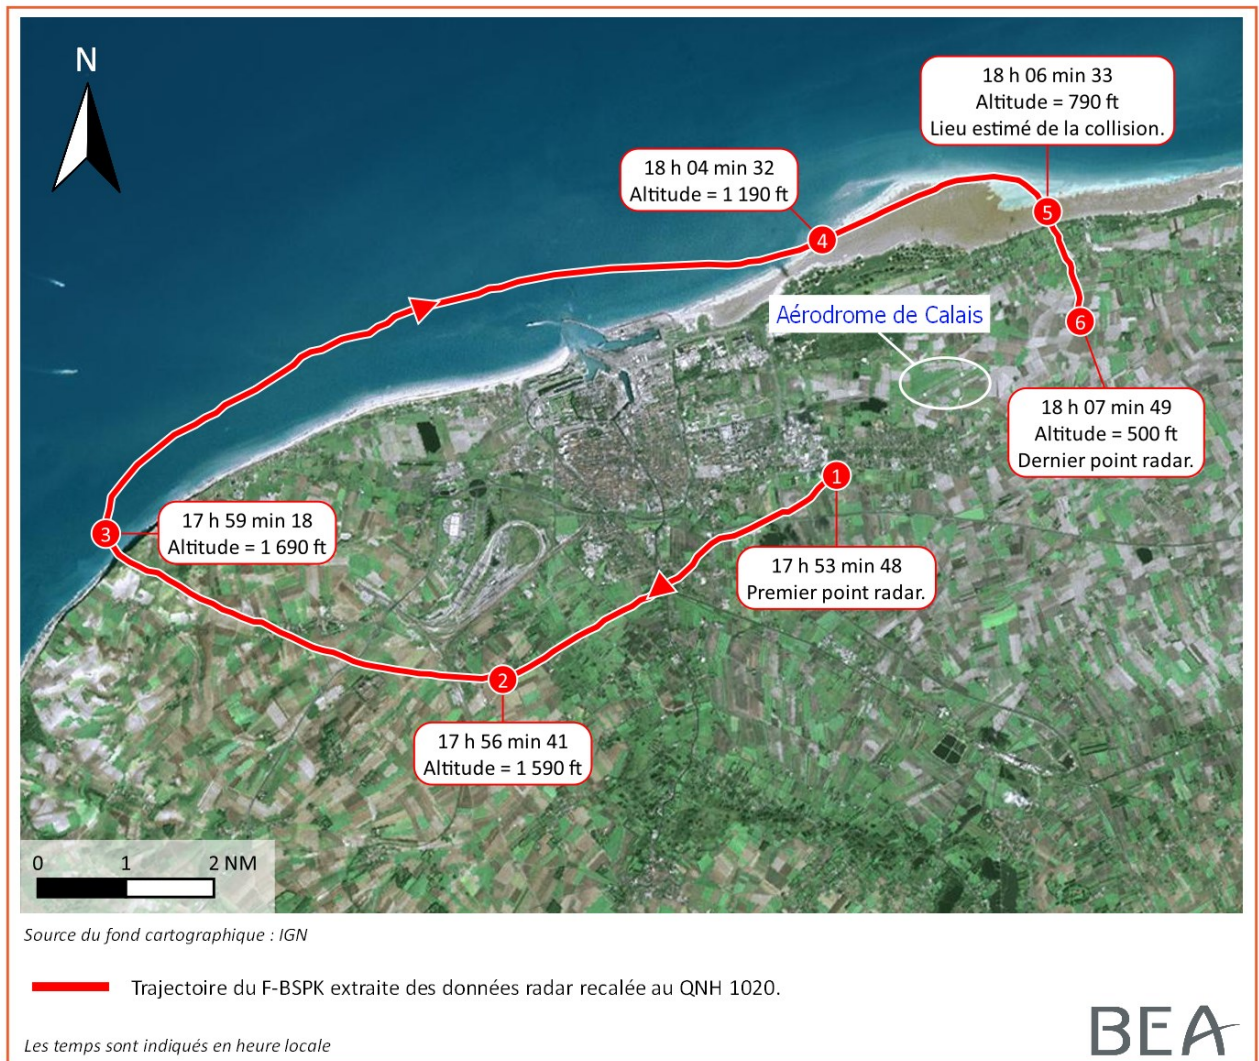 N
18 h 06 min 33
Altitude = 790 ft
Lieu estimé de la collision.
18 h 04 min 32
Altitude = 1 190 ft
4
5
Aérodrome de Calais
6
18 h 07 min 49
Altitude = 500 ft
Dernier point radar.
1
3
17 h 59 min 18
Altitude = 1 690 ft
17 h 53 min 48
Premier point radar.
2
17 h 56 min 41
Altitude = 1 590 ft
0 1 2 NM
Source du fond cartographique : IGN
Trajectoire du F-BSPK extraite des données radar recalée au QNH 1020.
Les temps sont indiqués en heure locale
BEA